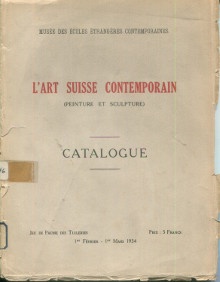 MUSÉE DES ÉCOLES ÉTRANGÈRES CONTEMPORAINES
L'ART SUISSE CONTEMPORAIN
(PEINTURE ET SCULPTURE)
CATALOGUE
JEU DE PAUME DES TUILERIES
PRIX : 5 FRANCS
1er FÉVRIER - 1er MARS 1934